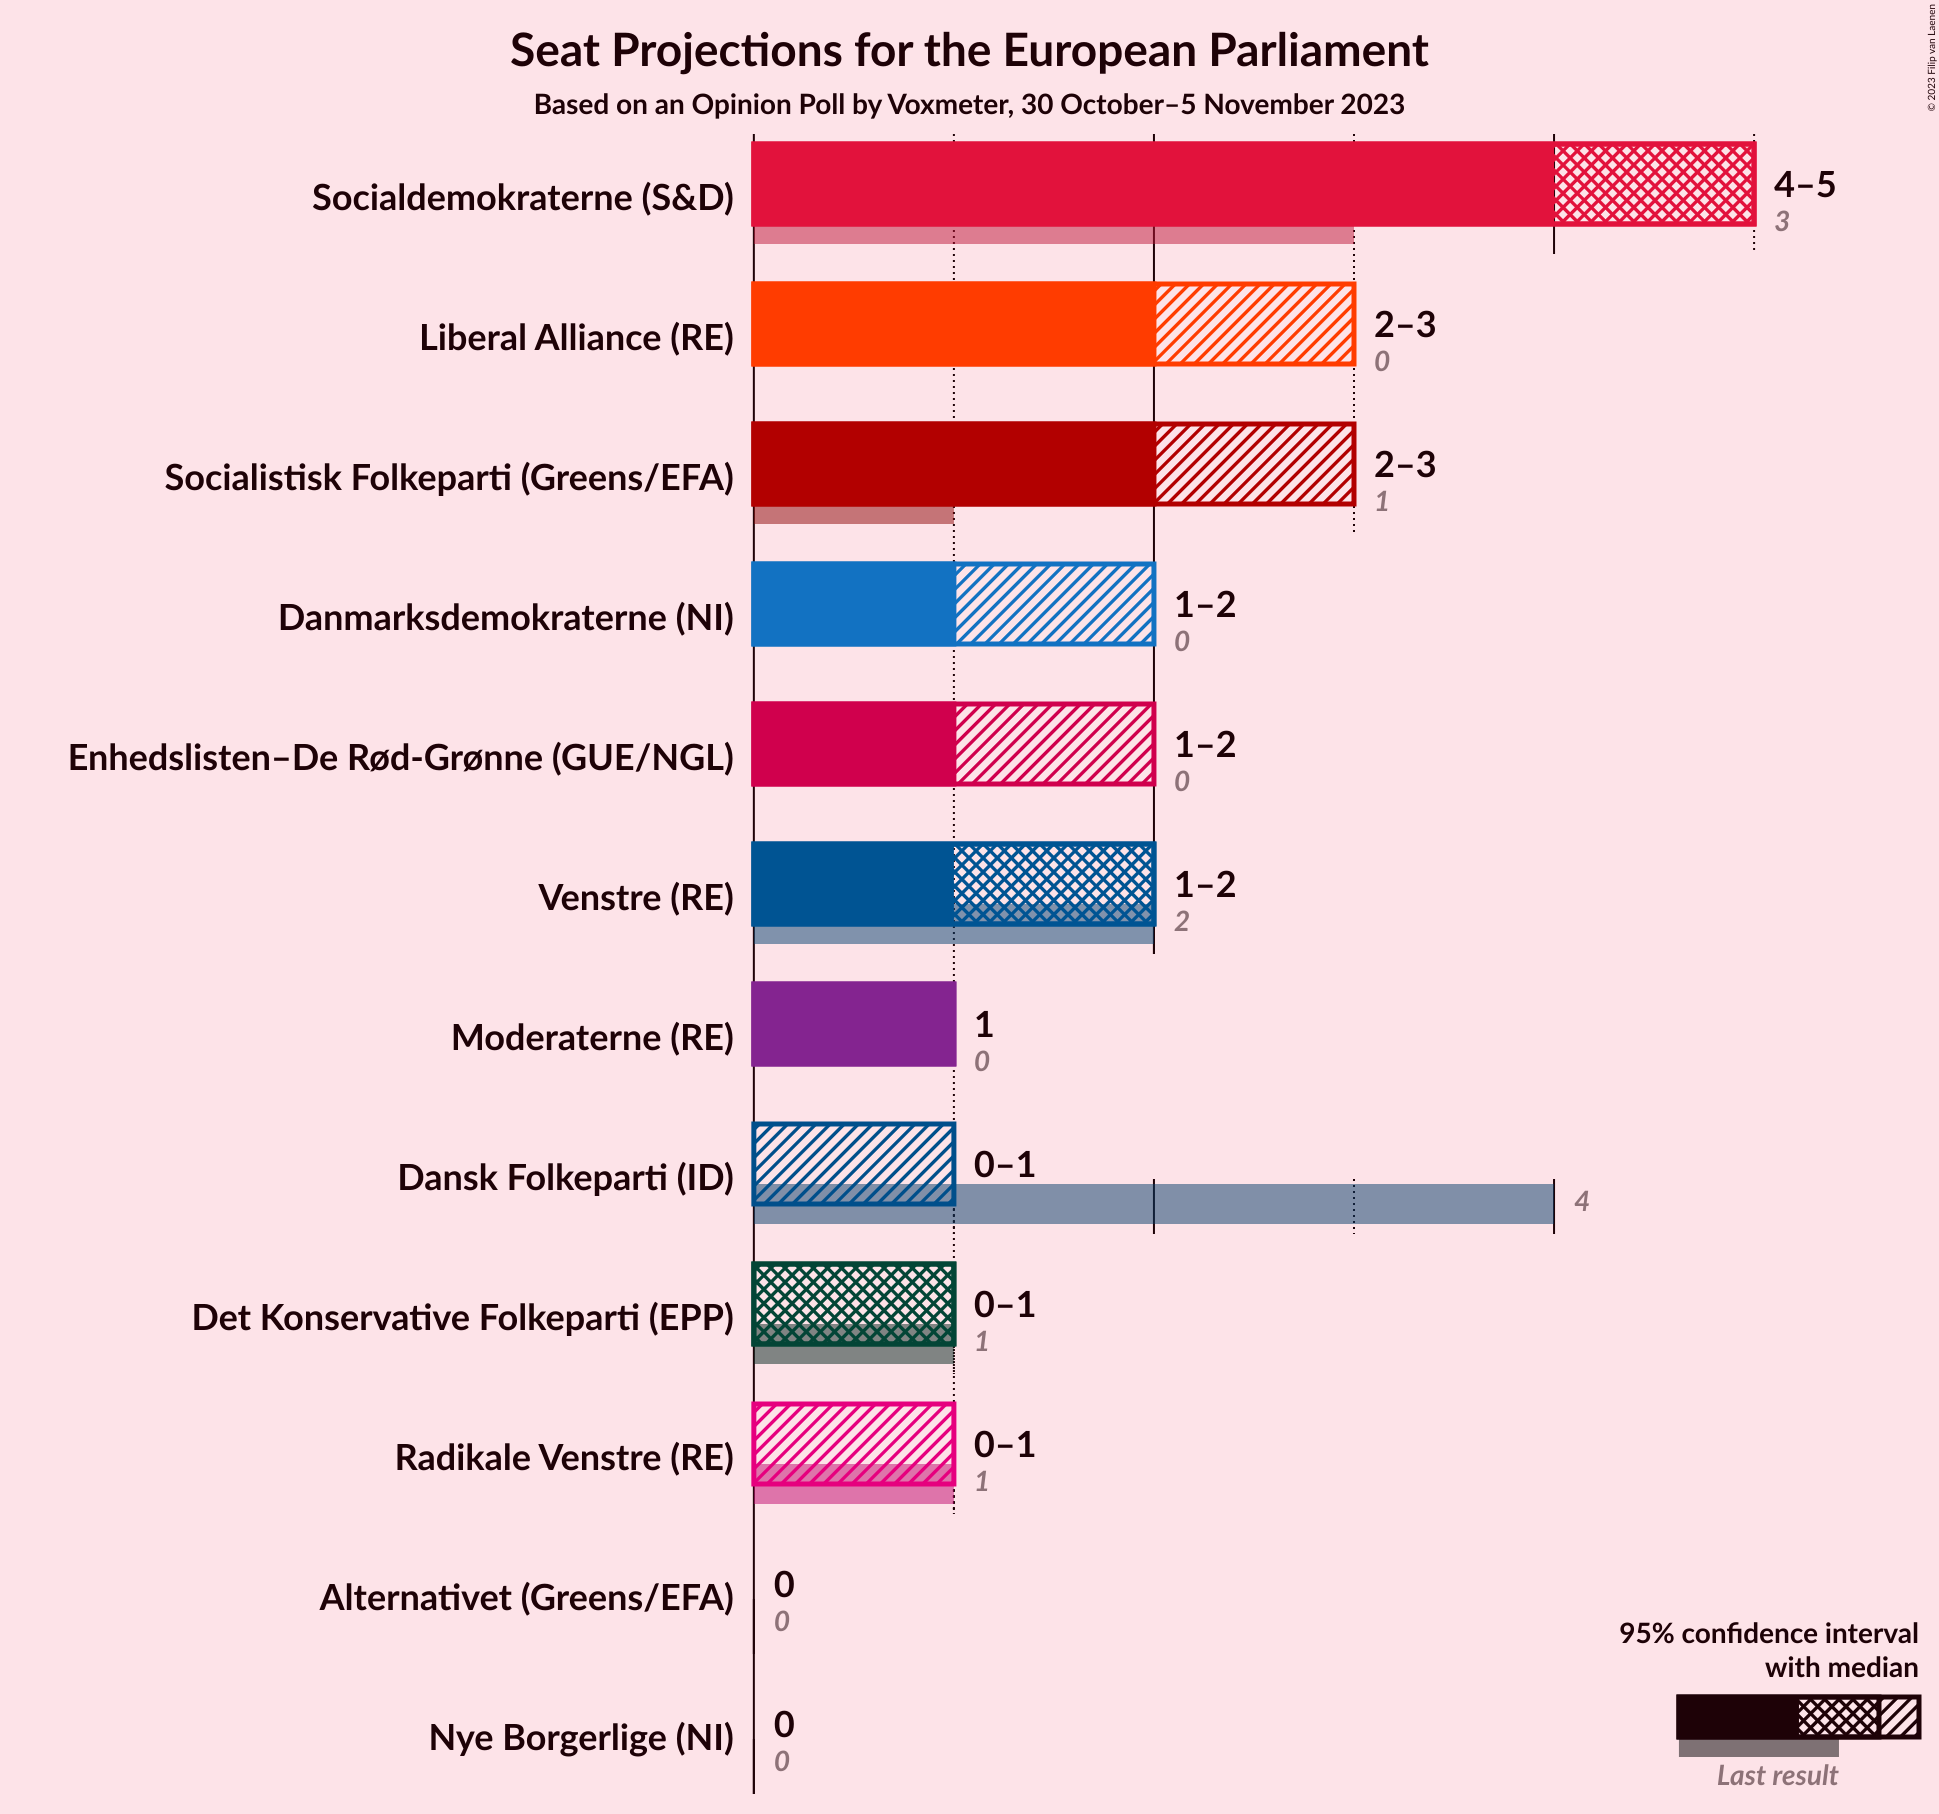 Seat Projections for the European Parliament
Based on an Opinion Poll by Voxmeter, 30 October–5 November 2023
© 2023 Filip van Laenen
Socialdemokraterne (S&D)
4–5
3
Liberal Alliance (RE)
2–3
0
Socialistisk Folkeparti (Greens/EFA)
2–3
1
Danmarksdemokraterne (NI)
1–2
0
Enhedslisten–De Rød-Grønne (GUE/NGL)
1–2
0
Venstre (RE)
1–2
2
Moderaterne (RE)
1
0
Dansk Folkeparti (ID)
0–1
4
Det Konservative Folkeparti (EPP)
0–1
1
Radikale Venstre (RE)
0–1
1
Alternativet (Greens/EFA)
0
0
Nye Borgerlige (NI)
0
0
95% confidence interval
with median
Last result